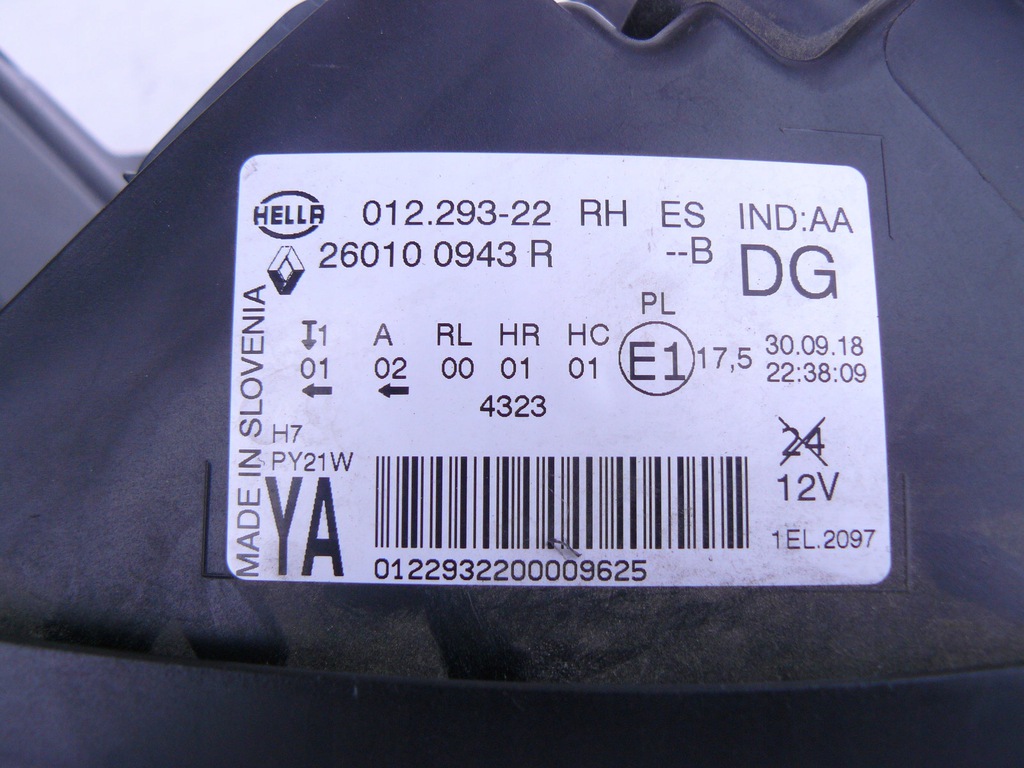 HELLA 012.293-22 RH ES IND:AA
26010 0943 R --B DG
MADE IN SLOVENIA
PL
1 A RL HR HC E1 17,5 30.09.18
01 02 00 01 01 22:38:09
4323
H7
PY21W
24
12V
YA
1EL.2097
0122932200009625